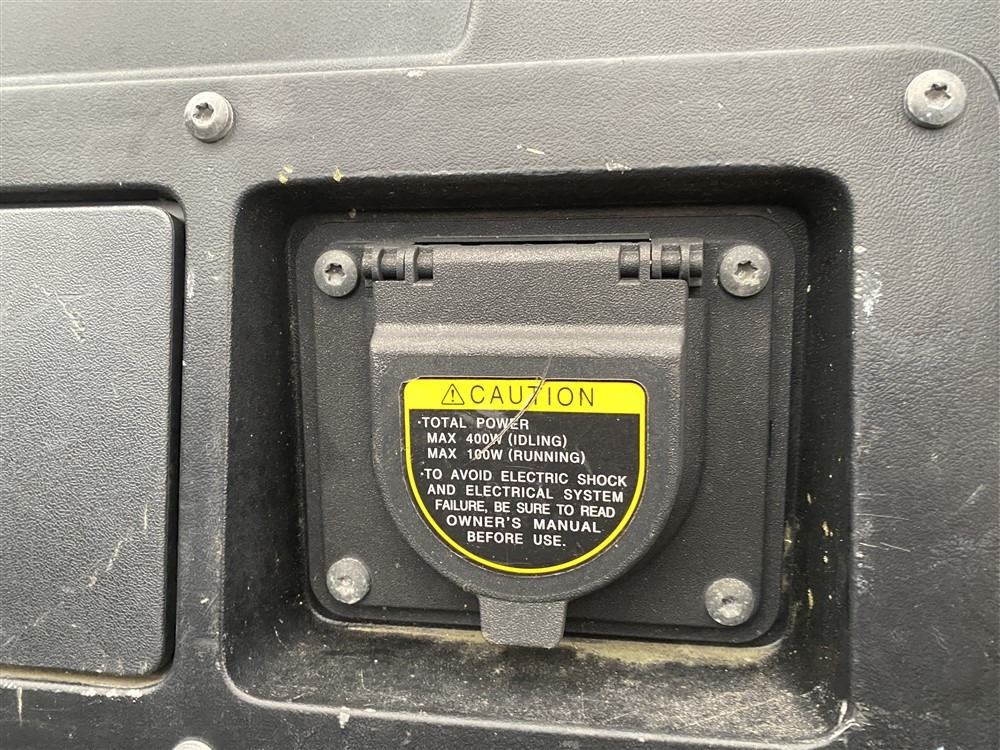 ⚠CAUTION
·TOTAL POWER
MAX 400W (IDLING)
MAX 100W (RUNNING)
·TO AVOID ELECTRIC SHOCK
AND ELECTRICAL SYSTEM
FAILURE, BE SURE TO READ
OWNER'S MANUAL
BEFORE USE.